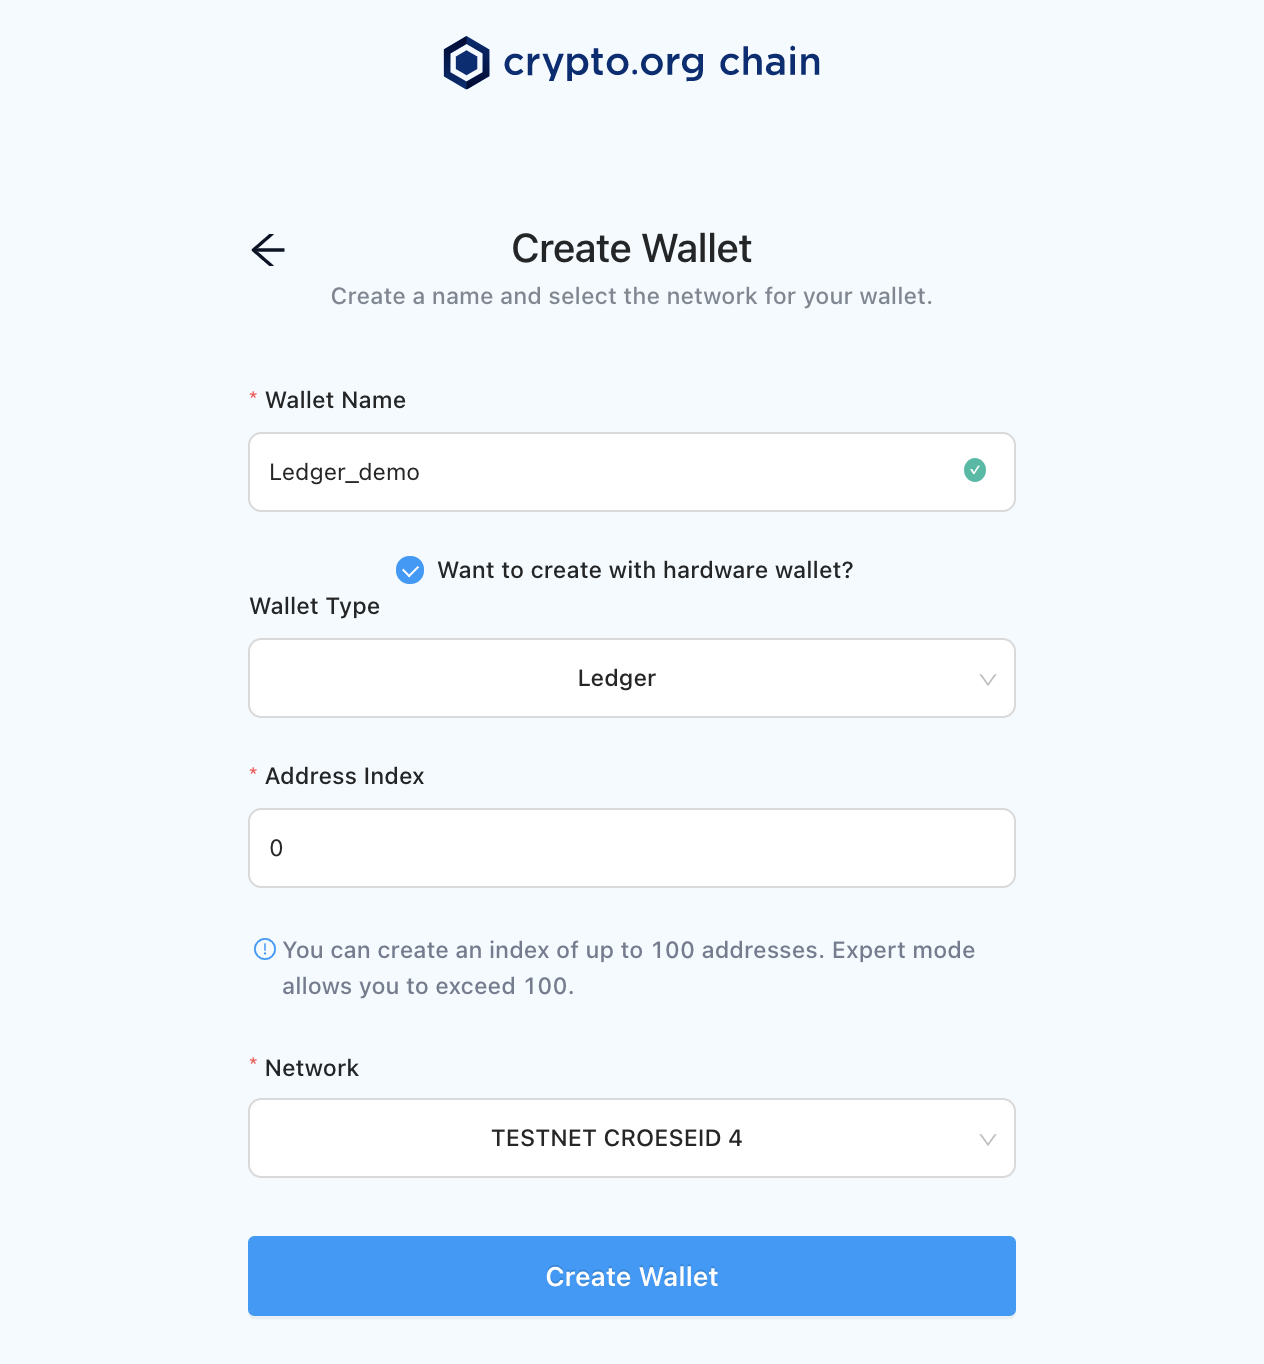 crypto.org chain
Create Wallet
Create a name and select the network for your wallet.
* Wallet Name
Ledger_demo
Want to create with hardware wallet?
Wallet Type
Ledger
* Address Index
0
You can create an index of up to 100 addresses. Expert mode
allows you to exceed 100.
* Network
TESTNET CROESEID 4
Create Wallet